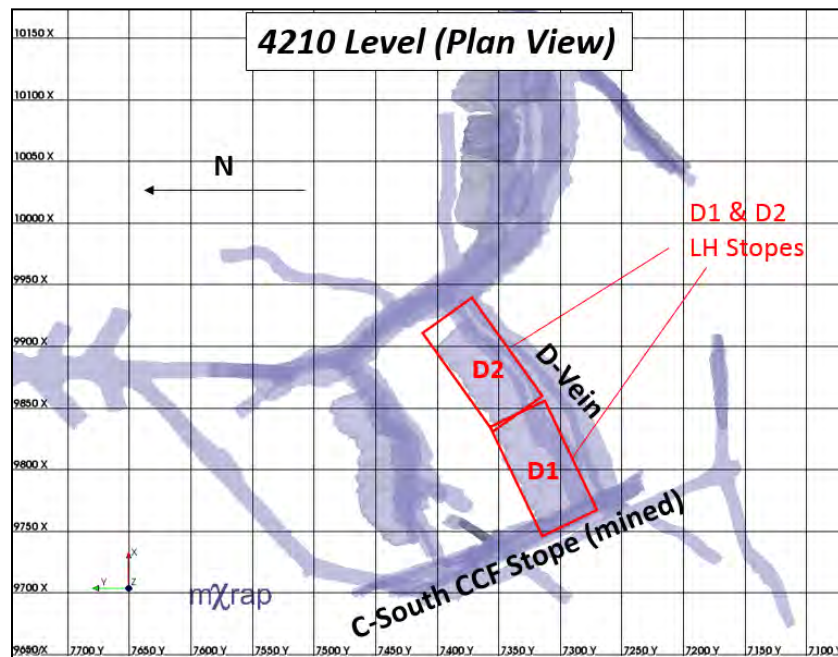 4210 Level (Plan View)
10150 X
10100 X
10050 X
10000 X
9950 X
9900 X
9850 X
9800 X
9750 X
9700 X
9650 X
N
D1 & D2
LH Stopes
D2
D-Vein
D1
C-South CCF Stope (mined)
X
Y
Z
mχrap
7700 Y
7650 Y
7600 Y
7550 Y
7500 Y
7450 Y
7400 Y
7350 Y
7300 Y
7250 Y
7200 Y
7150 Y
7100 Y